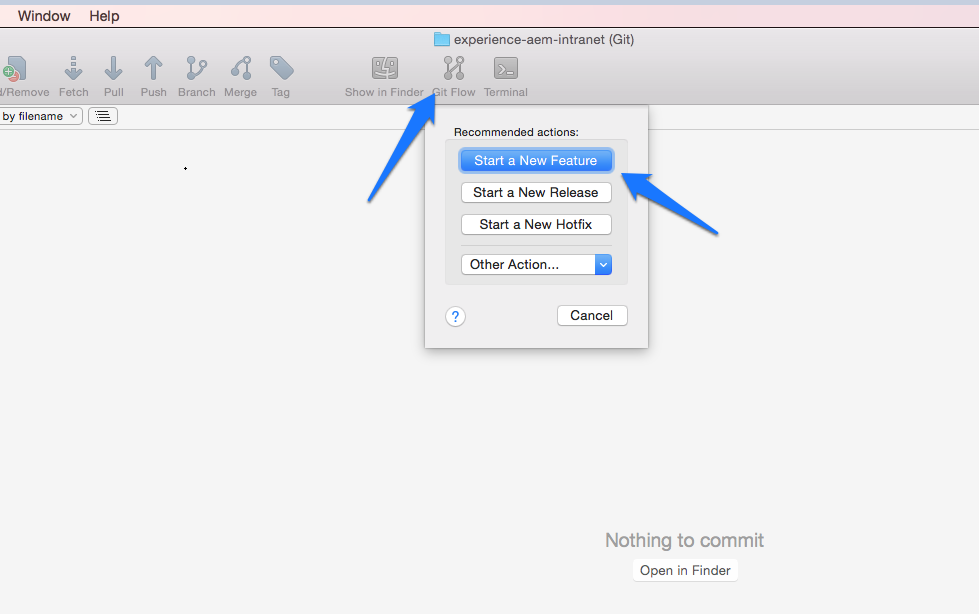 Window Help
experience-aem-intranet (Git)
d/Remove Fetch Pull Push Branch Merge Tag Show in Finder Git Flow Terminal
by filename
Recommended actions:
Start a New Feature
Start a New Release
Start a New Hotfix
Other Action...
? Cancel
Nothing to commit
Open in Finder